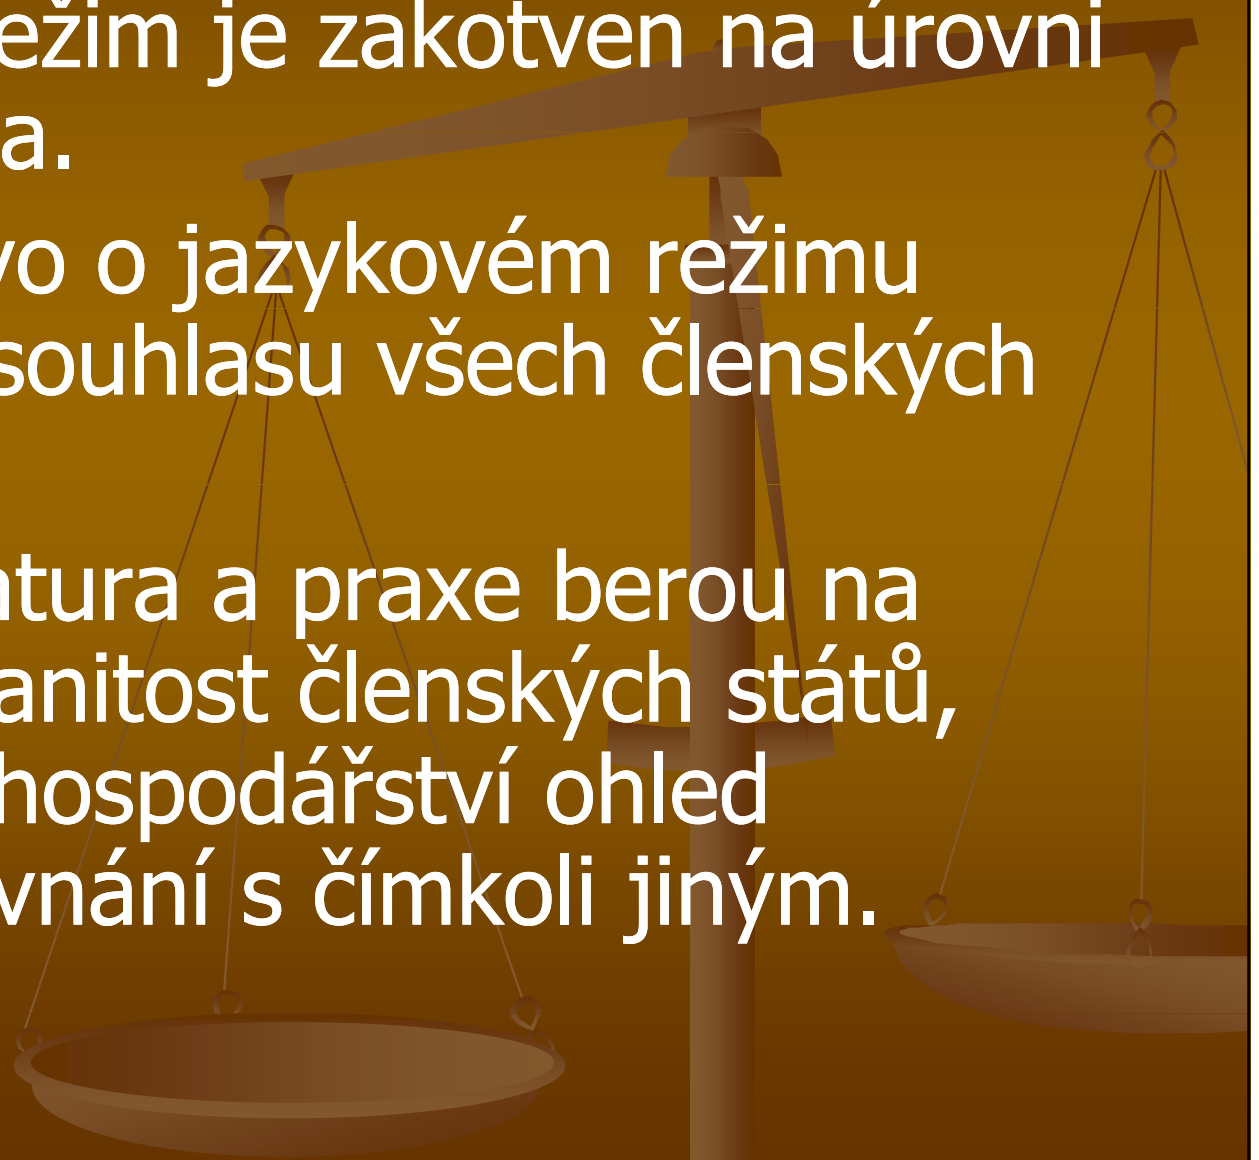 ežim je zakotven na úrovni
a.
vo o jazykovém režimu
souhlasu všech členských
atura a praxe berou na
anitost členských států,
hospodářství ohled
vnání s čímkoli jiným.